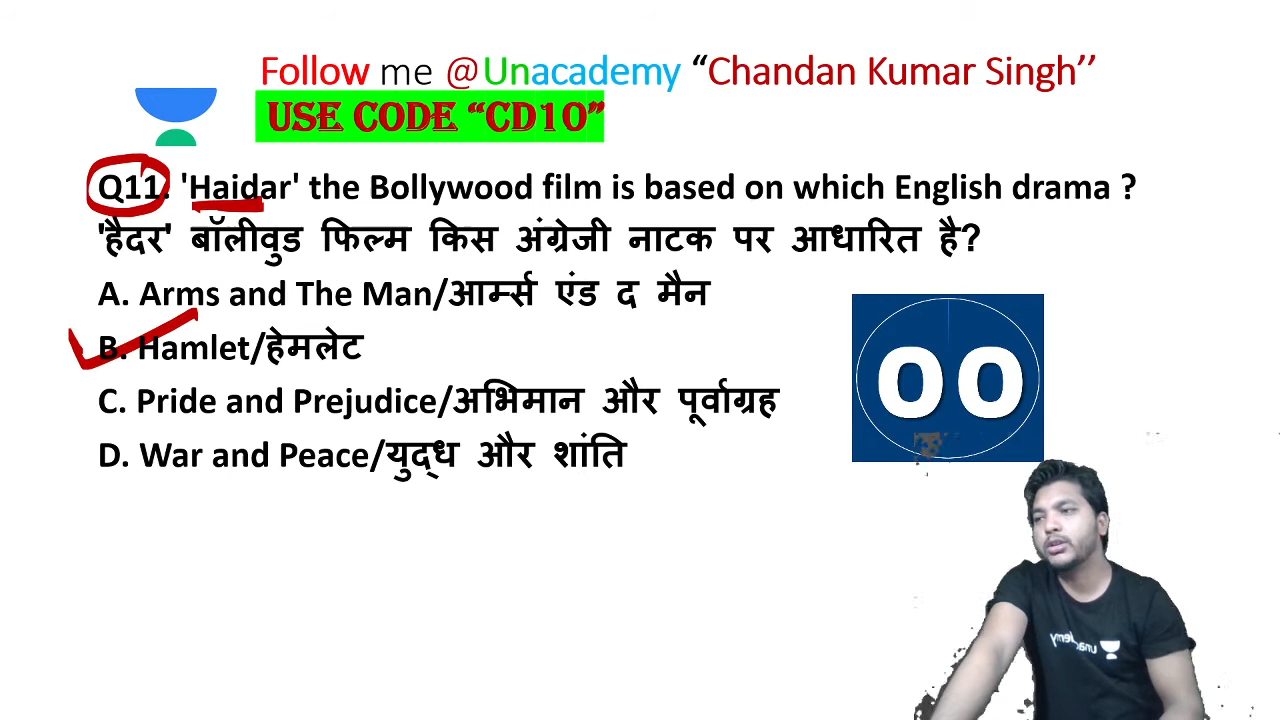 Follow me @Unacademy “Chandan Kumar Singh’’
USE CODE “CD10”
Q11. 'Haidar' the Bollywood film is based on which English drama ?
'हैदर' बॉलीवुड फिल्म किस अंग्रेजी नाटक पर आधारित है?
A. Arms and The Man/आर्म्स एंड द मैन
B. Hamlet/हेमलेट
C. Pride and Prejudice/अभिमान और पूर्वाग्रह
D. War and Peace/युद्ध और शांति
00
unacademy